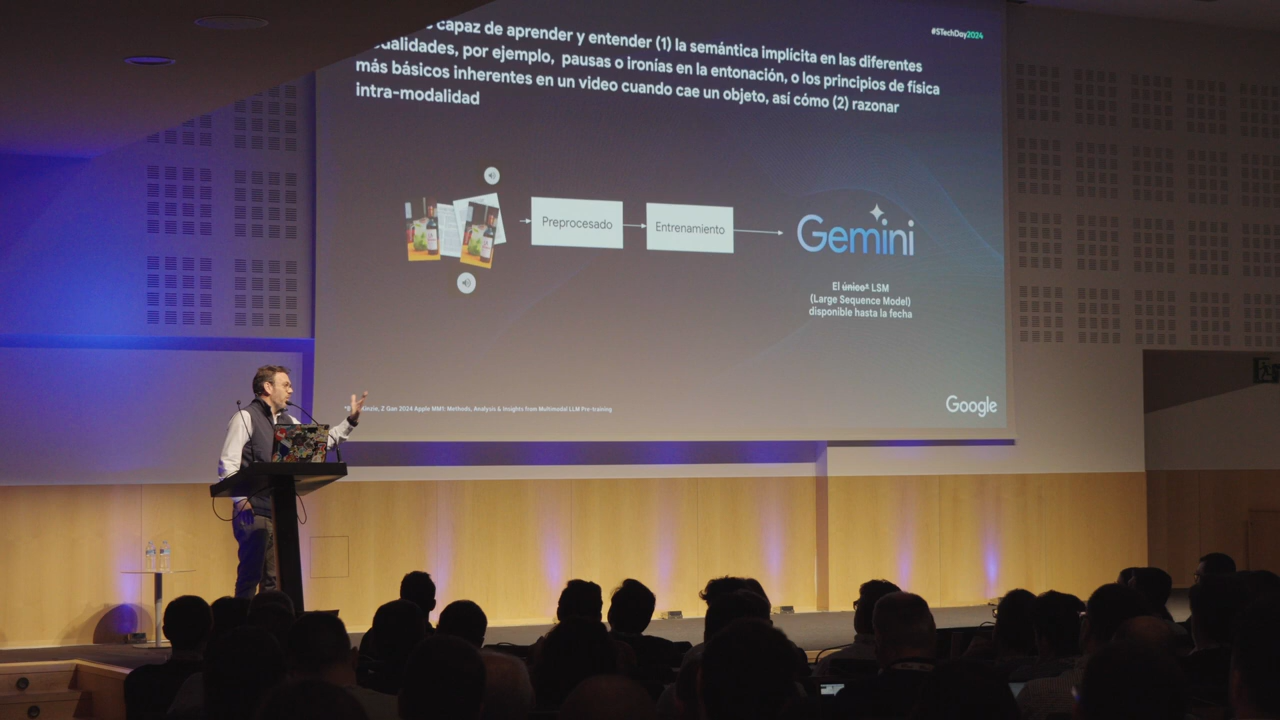 capaz de aprender y entender (1) la semántica implícita en las diferentes
por ejemplo, pausas o ironías en la entonación, o los principios de física
más básicos inherentes en un video cuando cae un objeto, así cómo (2) razonar
intra-modalidad
#STechDay2024
Preprocesado
Entrenamiento
Gemini
El único* LSM
(Large Sequence Model)
disponible hasta la fecha
Z Gan 2024 Apple MM1: Methods, Analysis & Insights from Multimodal LLM Pre-training
Google